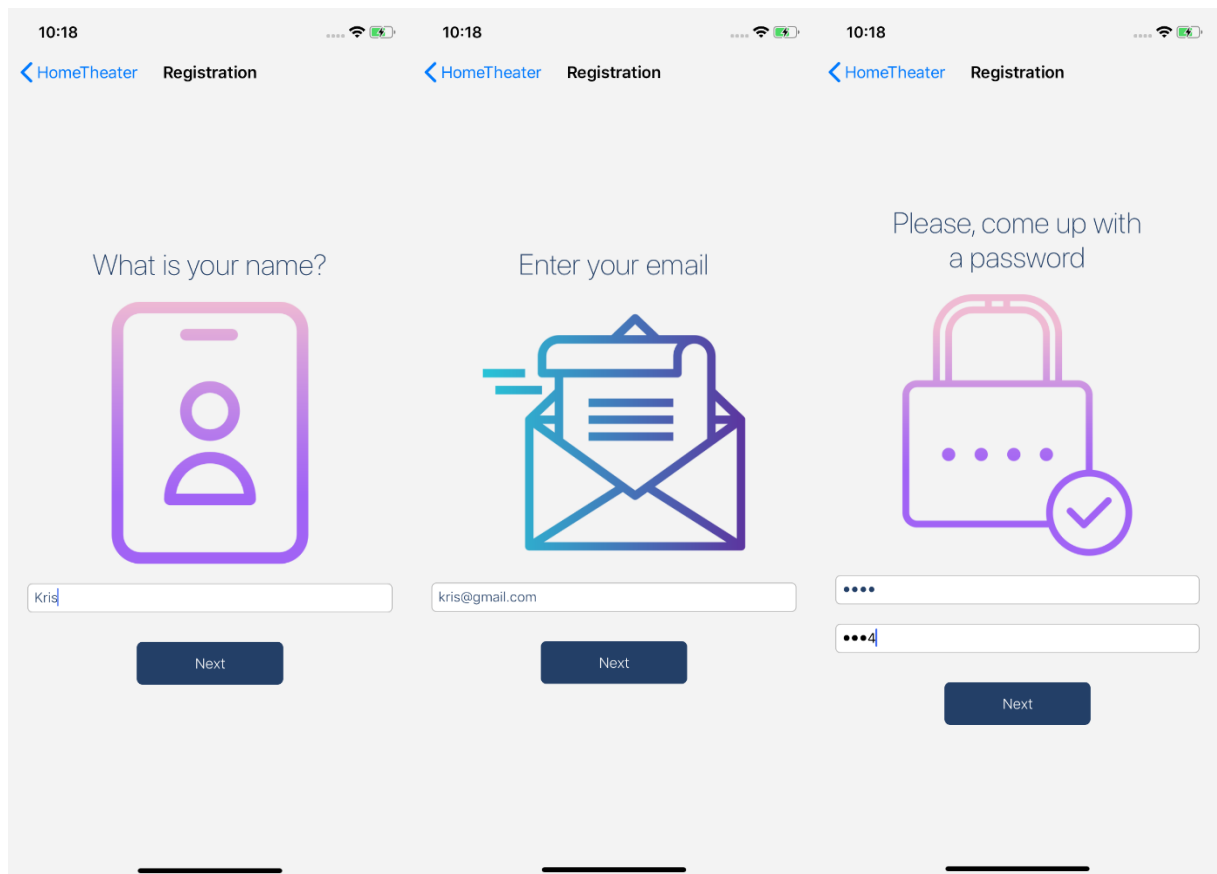 10:18
HomeTheater Registration
What is your name?
Kris
Next
10:18
HomeTheater Registration
Enter your email
kris@gmail.com
Next
10:18
HomeTheater Registration
Please, come up with
a password
••••
•••4
Next